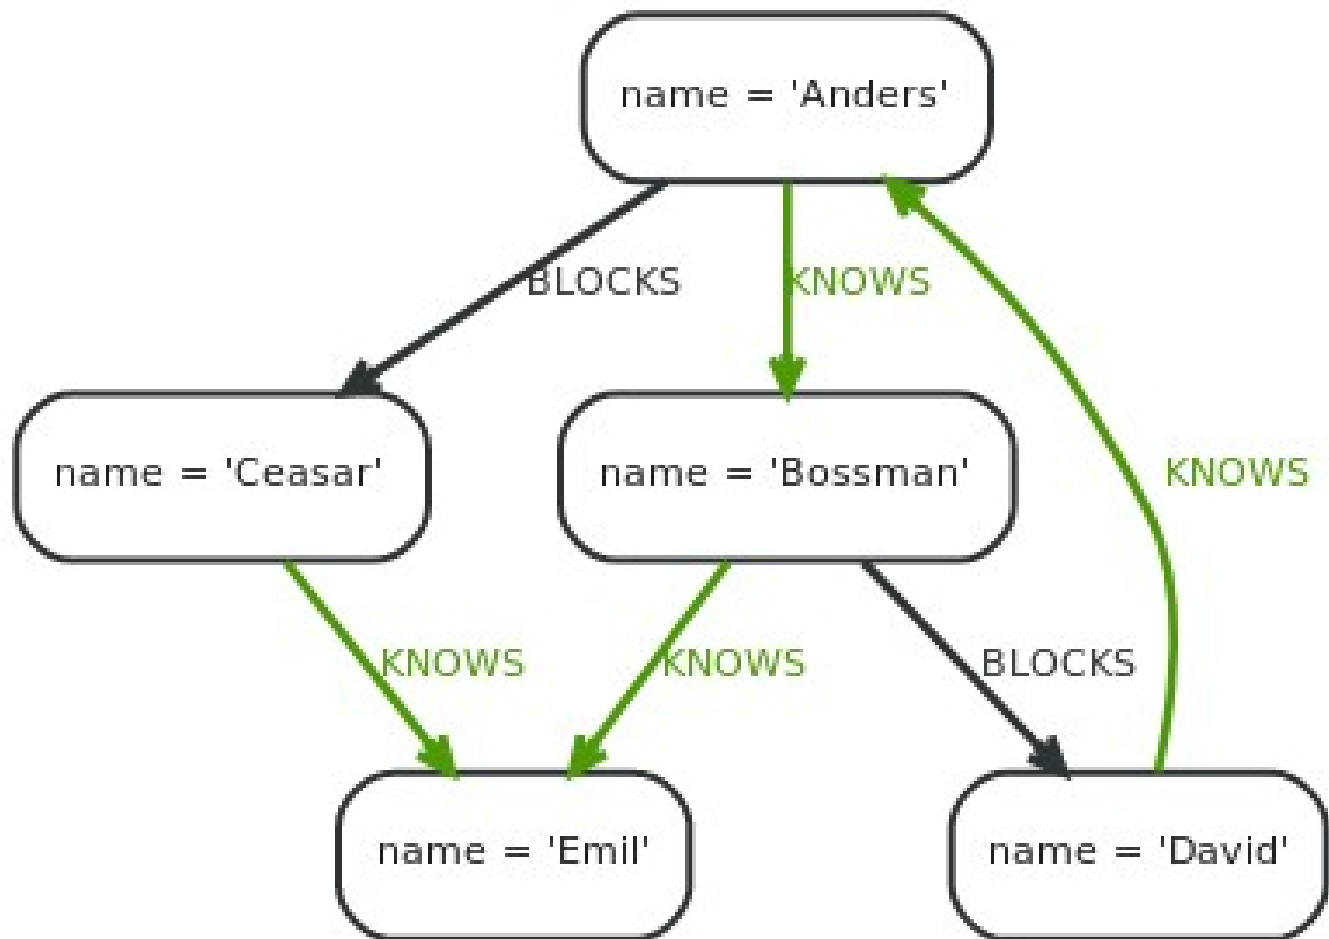 name = 'Anders'
BLOCKS
KNOWS
name = 'Ceasar'
name = 'Bossman'
KNOWS
KNOWS
KNOWS
BLOCKS
name = 'Emil'
name = 'David'